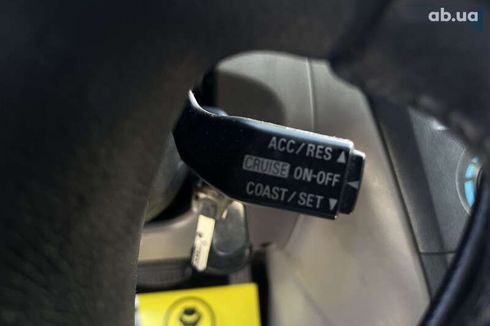 ab.ua
ACC/RES ▲
CRUISE ON-OFF ◄
COAST/SET ▼